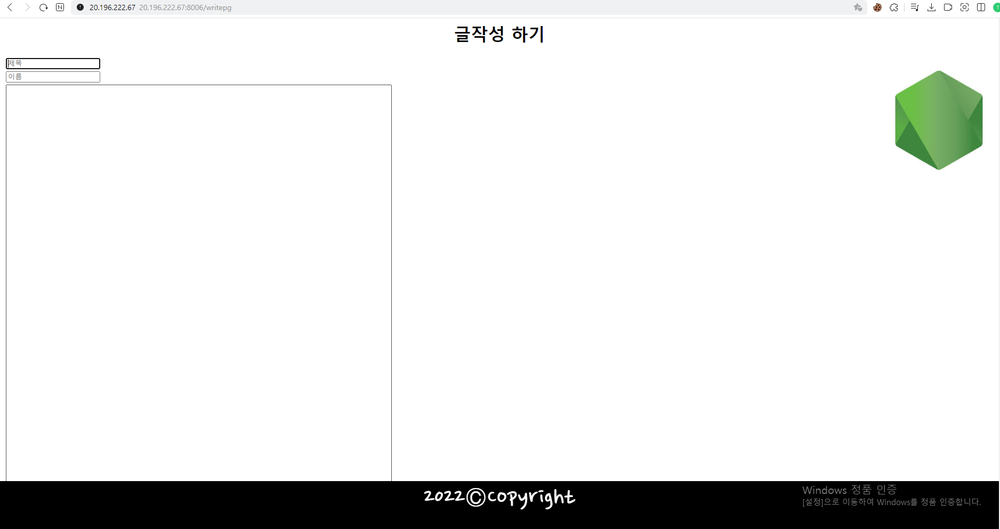 20.196.222.67 20.196.222.67:8006/writepg
글작성 하기
제목
이름
2022©copyright
Windows 정품 인증
[설정]으로 이동하여 Windows를 정품 인증합니다.